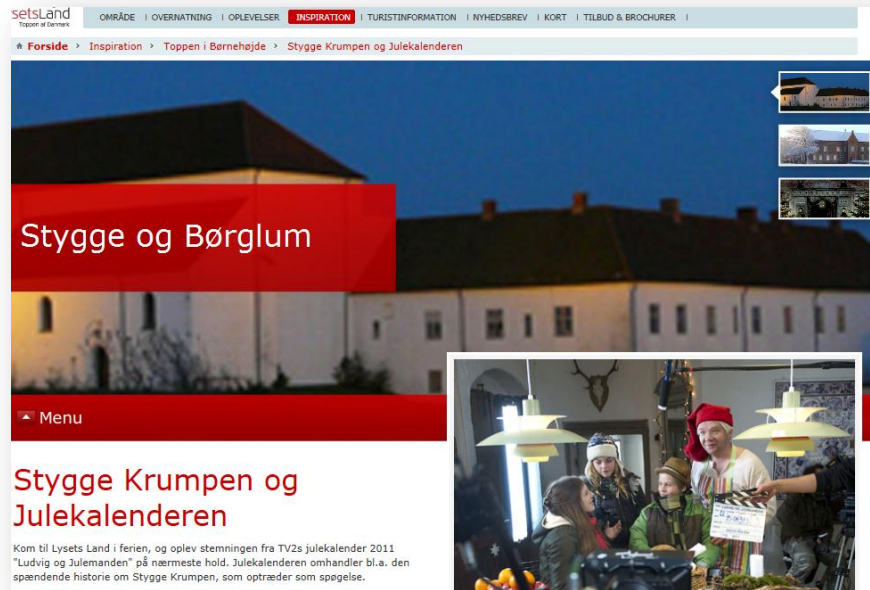 setsLand
Toppen af Danmark
OMRÅDE | OVERNATNING | OPLEVELSER INSPIRATION | TURISTINFORMATION | NYHEDSBREV | KORT | TILBUD & BROCHURER |
Forside > Inspiration > Toppen i Børnehøjde > Stygge Krumpen og Julekalenderen
Stygge og Børglum
Menu
Stygge Krumpen og
Julekalenderen
Kom til Lysets Land i ferien, og oplev stemningen fra TV2s julekalender 2011
"Ludvig og Julemanden" på nærmeste hold. Julekalenderen omhandler bl.a. den
spændende historie om Stygge Krumpen, som optræder som spøgelse.